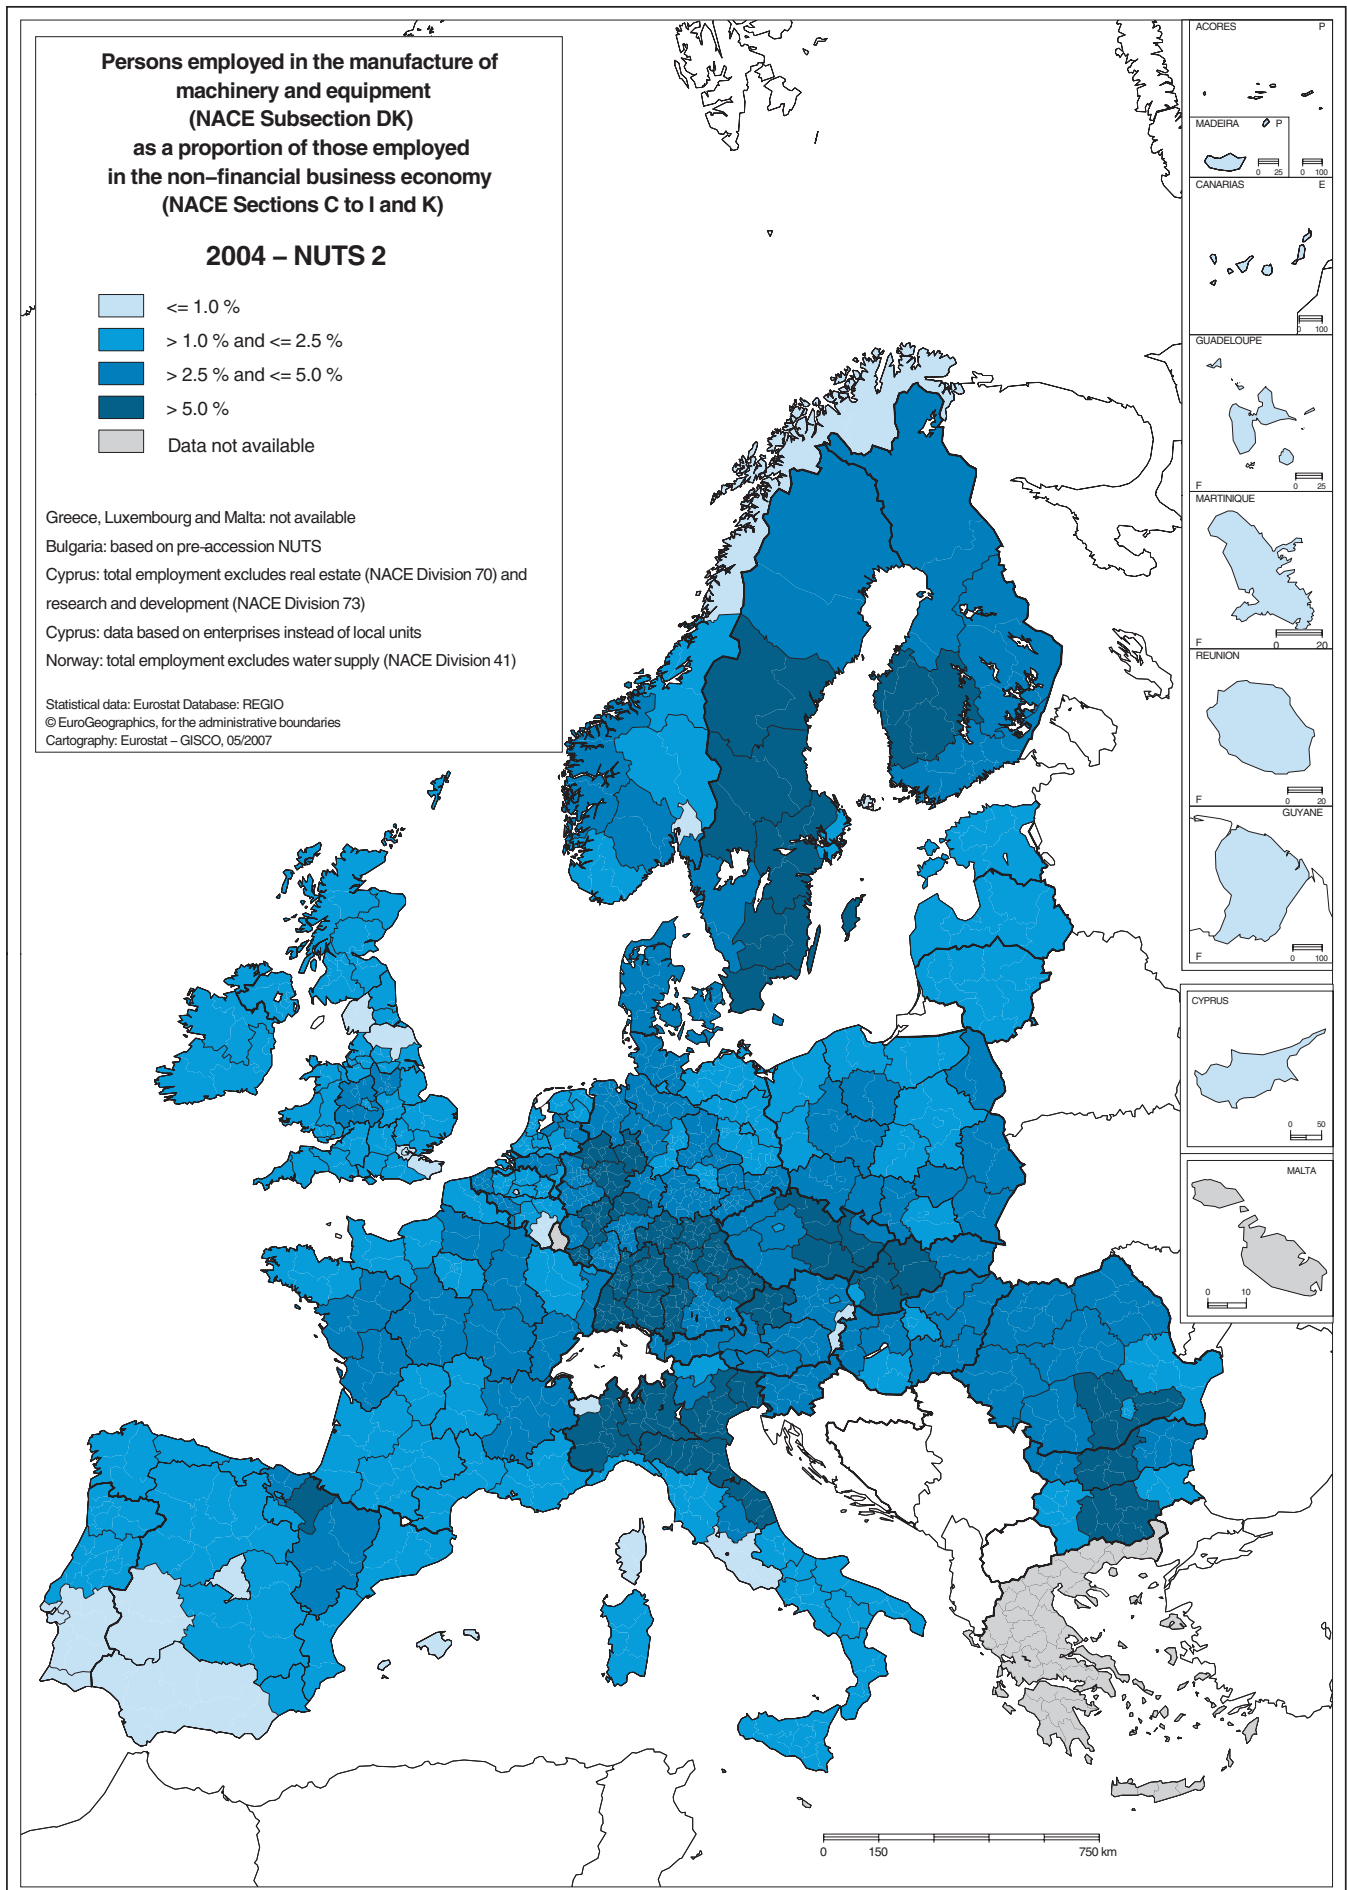 Persons employed in the manufacture of
machinery and equipment
(NACE Subsection DK)
as a proportion of those employed
in the non–financial business economy
(NACE Sections C to I and K)
2004 – NUTS 2
<= 1.0 %
> 1.0 % and <= 2.5 %
> 2.5 % and <= 5.0 %
> 5.0 %
Data not available
Greece, Luxembourg and Malta: not available
Bulgaria: based on pre-accession NUTS
Cyprus: total employment excludes real estate (NACE Division 70) and
research and development (NACE Division 73)
Cyprus: data based on enterprises instead of local units
Norway: total employment excludes water supply (NACE Division 41)
Statistical data: Eurostat Database: REGIO
© EuroGeographics, for the administrative boundaries
Cartography: Eurostat – GISCO, 05/2007
ACORES P
MADEIRA P
0 25 0 100
CANARIAS E
0 100
GUADELOUPE
F 0 25
MARTINIQUE
F 0 20
REUNION
F 0 20
GUYANE
F 0 100
CYPRUS
0 50
MALTA
0 10
0 150 750 km